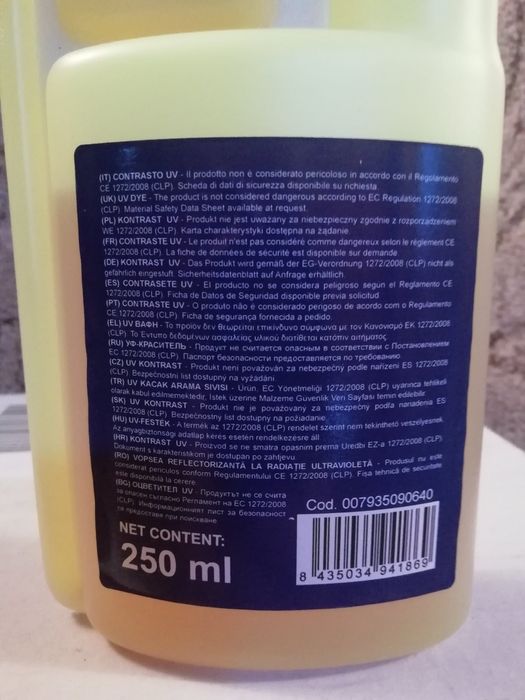 (IT) CONTRASTO UV - Il prodotto non è considerato pericoloso in accordo con il Regolamento
CE 1272/2008 (CLP). Scheda di dati di sicurezza disponibile su richiesta.
(UK) UV DYE - The product is not considered dangerous according to EC Regulation 1272/2008
(CLP). Material Safety Data Sheet available at request.
(PL) KONTRAST UV - Produkt nie jest uważany za niebezpieczny zgodnie z rozporządzeniem
WE 1272/2008 (CLP). Karta charakterystyki dostępna na żądanie.
(FR) CONTRASTE UV - Le produit n'est pas considéré comme dangereux selon le règlement CE
1272/2008 (CLP). La fiche de données de sécurité est disponible sur demande.
(DE) KONTRAST UV - Das Produkt wird gemäß der EG-Verordnung 1272/2008 (CLP) nicht als
gefährlich eingestuft. Sicherheitsdatenblatt auf Anfrage erhältlich.
(ES) CONTRASETE UV - El producto no se considera peligroso segun el Reglamento CE
1272/2008 (CLP). Ficha de Datos de Seguridad disponible previa solicitud.
(PT) CONTRASTE UV - O produto não è considerado perigoso de acordo com o Regulamento
CE 1272/2008 (CLP). Ficha de segurança fornecida a pedido.
(EL) UV ΒΑΦΗ - Το προϊόν δεν θεωρείται επικίνδυνο σύμφωνα με τον Κανονισμό ΕΚ 1272/2008
(CLP). Το Έντυπο δεδομένων ασφαλείας υλικού διατίθεται κατόπιν αιτήματος.
(RU) УФ-КРАСИТЕЛЬ - Продукт не считается опасным в соответствии с Постановлением
ЕС 1272/2008 (CLP). Паспорт безопасности предоставляется по требованию.
(CZ) UV KONTRAST - Produkt není považován za nebezpečný podle nařízení ES 1272/2008
(CLP). Bezpečnostní list dostupný na vyžádání.
(TR) UV KACAK ARAMA SIVISI - Ürün, EC Yönetmeliği 1272/2008 (CLP) uyarınca tehlikeli
olarak kabul edilmemektedir, İstek üzerine Malzeme Güvenlik Veri Sayfası temin edilebilir.
(SK) UV KONTRAST - Produkt nie je považovaný za nebezpečný podľa nariadenia ES
1272/2008 (CLP). Bezpečnostný list dostupný na požiadanie.
(HU) UV-FESTÉK - A termék az 1272/2008 (CLP) rendelet szerint nem tekinthető veszélyesnek.
Az anyagbiztonsági adatlap kérés esetén rendelkezésre áll.
(HR) KONTRAST UV - Proizvod se ne smatra opasnim prema Uredbi EZ-a 1272/2008 (CLP).
Dokument s karakteristikom je dostupan po zahtjevu.
(RO) VOPSEA REFLECTORIZANTĂ LA RADIAȚIE ULTRAVIOLETĂ - Produsul nu este
considerat periculos conform Regulamentului CE 1272/2008 (CLP). Fisa tehnică de securitate
este disponibilă la cerere.
(BG) ОЦВЕТИТЕЛ UV - Продуктът не се счита
за опасен съгласно Регламент на ЕС 1272/2008
(CLP). Информационният лист за безопасност
се предоставя при поискване.
Cod. 007935090640
NET CONTENT:
250 ml
8 435034 941869